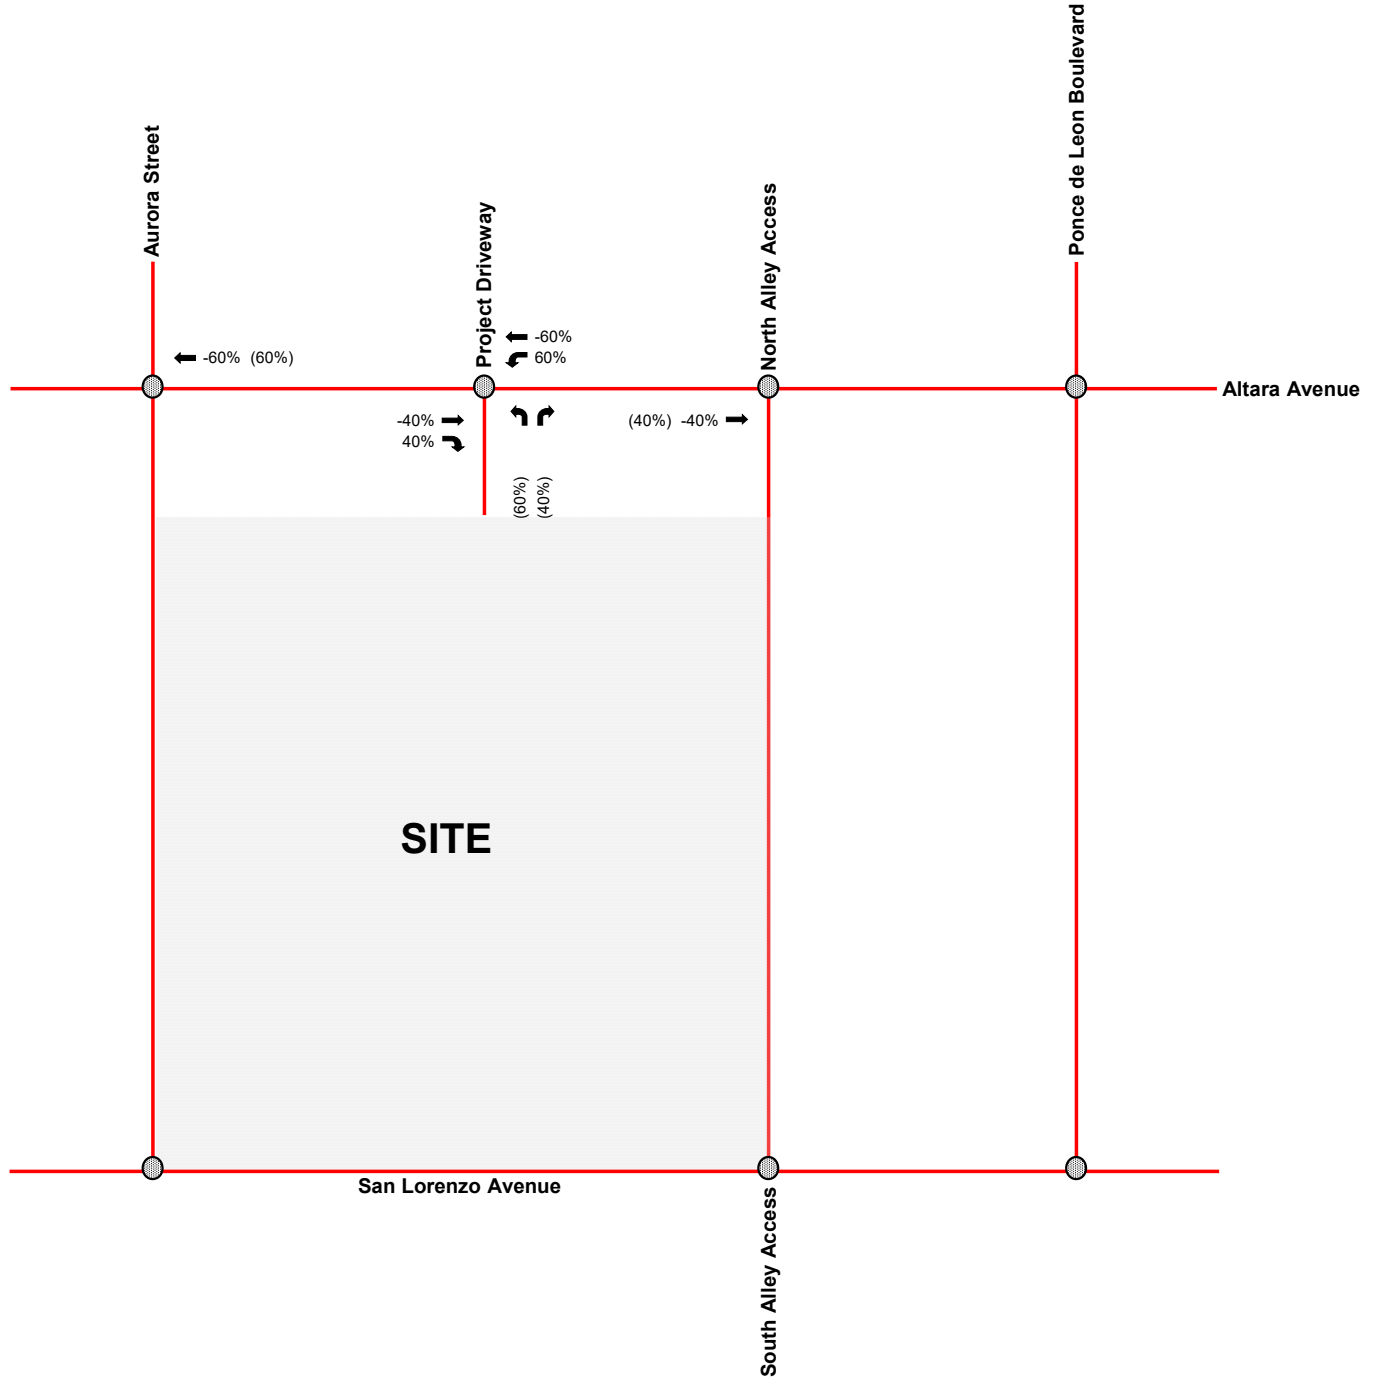 Ponce de Leon Boulevard
Aurora Street
North Alley Access
Project Driveway
-60%
-60% (60%)
60%
Altara Avenue
-40%
(40%) -40%
40%
(60%)
(40%)
SITE
San Lorenzo Avenue
South Alley Access